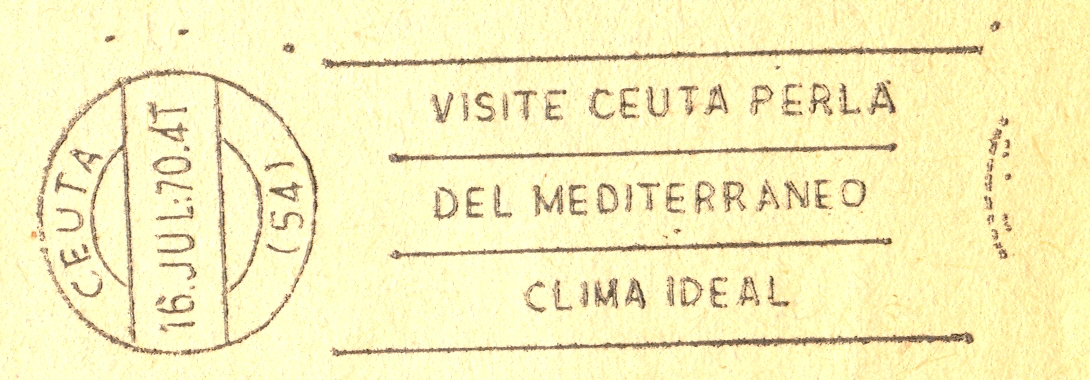 CEUTA
16.JUL.70.4T
(54)
VISITE CEUTA PERLA
DEL MEDITERRANEO
CLIMA IDEAL